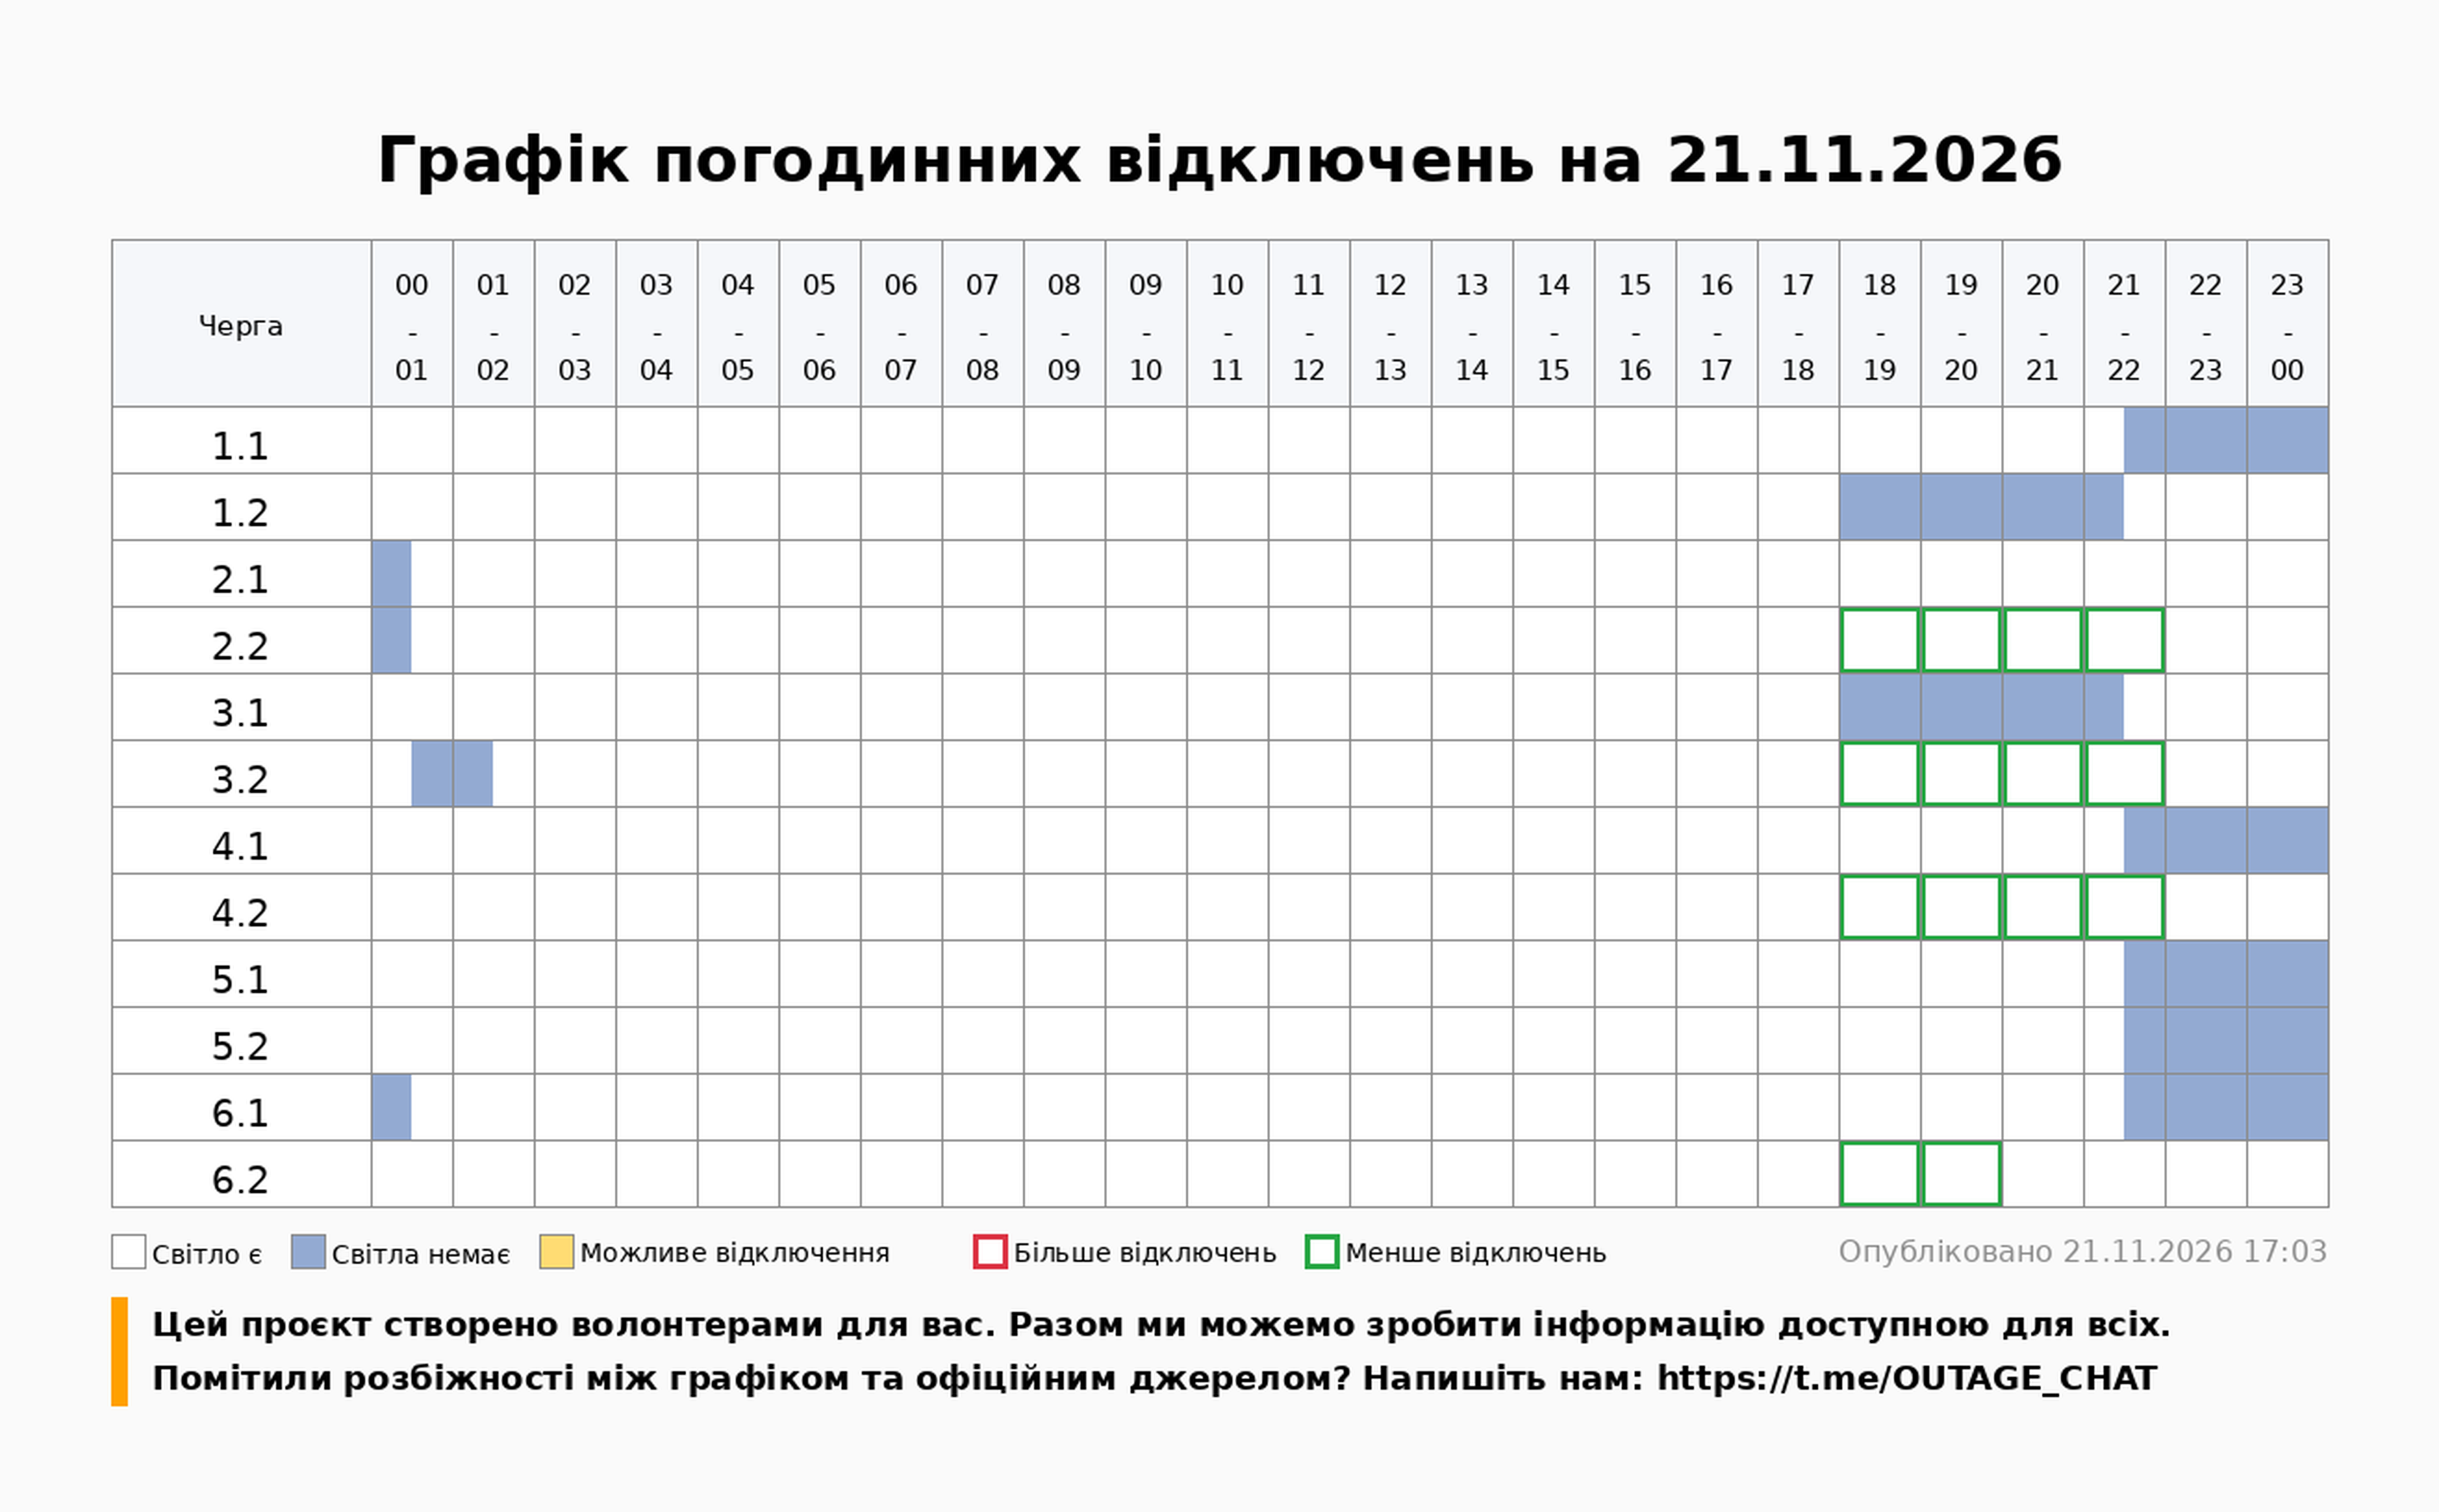 Графік погодинних відключень на 21.11.2026
Черга 00 - 01 01 - 02 02 - 03 03 - 04 04 - 05 05 - 06 06 - 07 07 - 08 08 - 09 09 - 10 10 - 11 11 - 12 12 - 13 13 - 14 14 - 15 15 - 16 16 - 17 17 - 18 18 - 19 19 - 20 20 - 21 21 - 22 22 - 23 23 - 00
1.1
1.2
2.1
2.2
3.1
3.2
4.1
4.2
5.1
5.2
6.1
6.2
Світло є Світла немає Можливе відключення Більше відключень Менше відключень Опубліковано 21.11.2026 17:03
Цей проєкт створено волонтерами для вас. Разом ми можемо зробити інформацію доступною для всіх.
Помітили розбіжності між графіком та офіційним джерелом? Напишіть нам: https://t.me/OUTAGE_CHAT